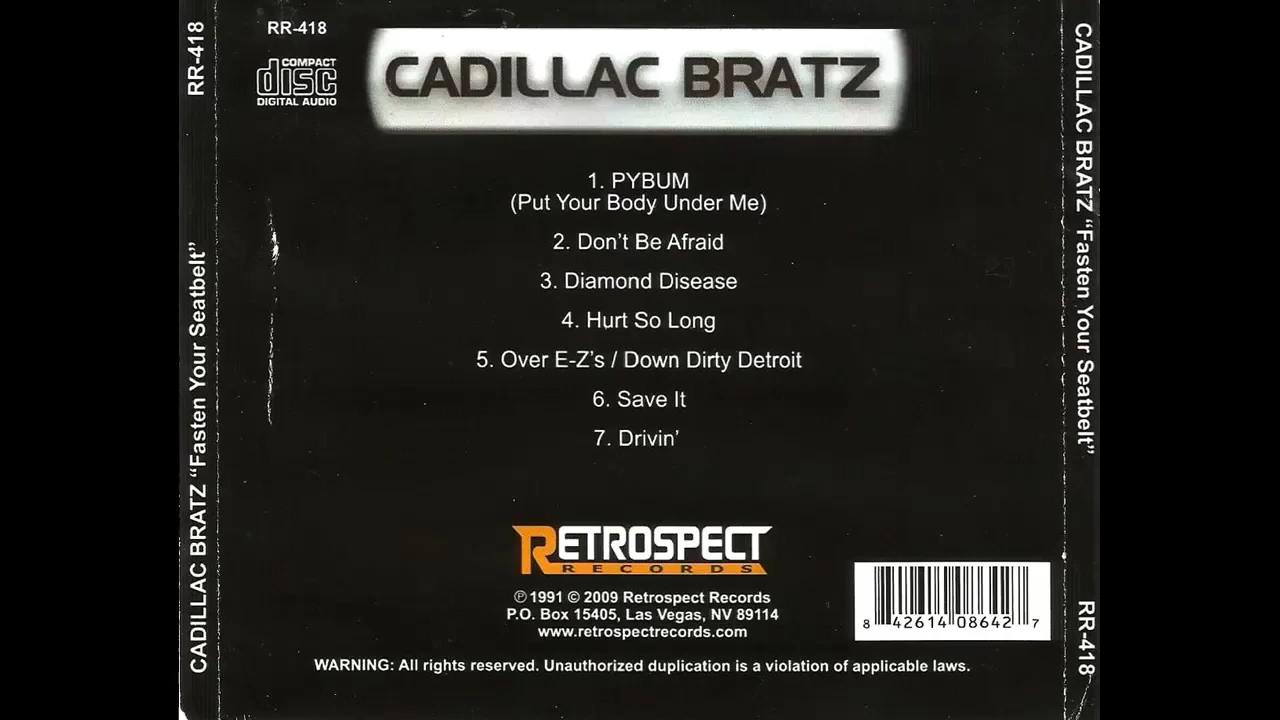 RR-418
CADILLAC BRATZ “Fasten Your Seatbelt”
RR-418
COMPACT
disc
DIGITAL AUDIO
CADILLAC BRATZ
1. PYBUM
(Put Your Body Under Me)
2. Don’t Be Afraid
3. Diamond Disease
4. Hurt So Long
5. Over E-Z’s / Down Dirty Detroit
6. Save It
7. Drivin’
RETROSPECT
RECORDS
℗ 1991 © 2009 Retrospect Records
P.O. Box 15405, Las Vegas, NV 89114
www.retrospectrecords.com
8 42614 08642 7
WARNING: All rights reserved. Unauthorized duplication is a violation of applicable laws.
CADILLAC BRATZ “Fasten Your Seatbelt”
RR-418